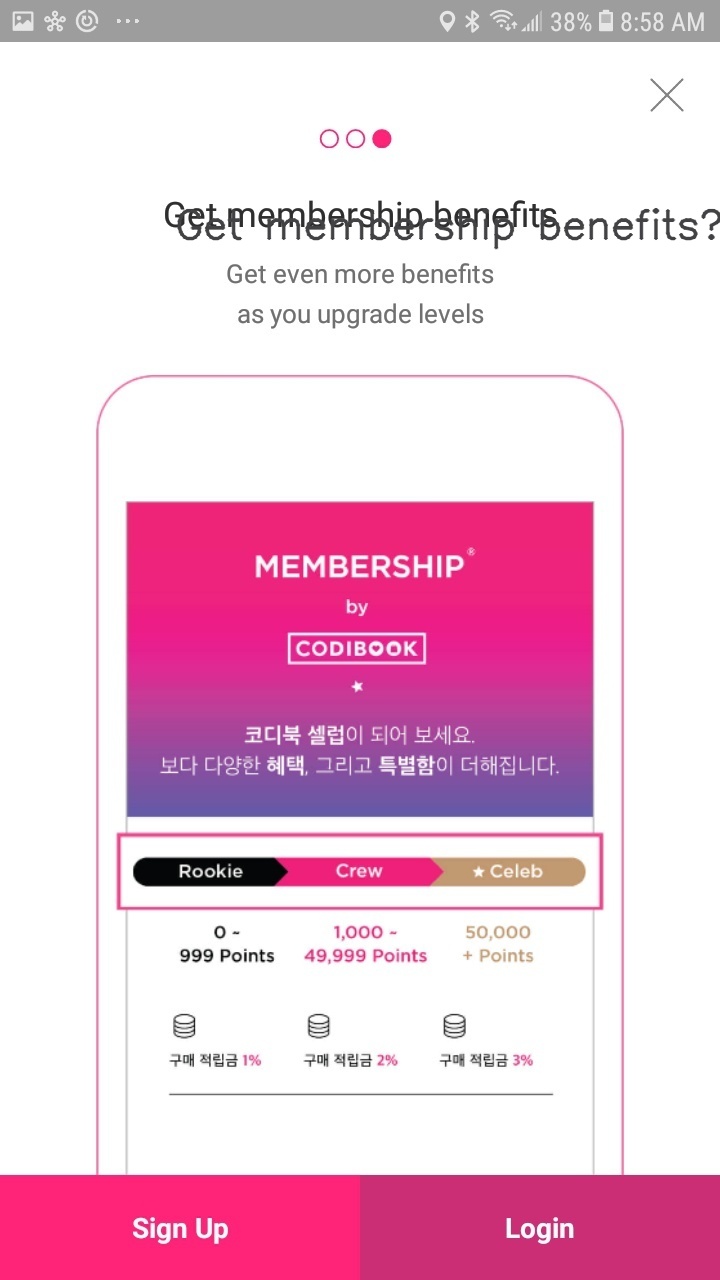 38% 8:58 AM
Get membership benefits
Get membership benefits?
Get even more benefits
as you upgrade levels
MEMBERSHIP®
by
CODIBOOK
코디북 셀럽이 되어 보세요.
보다 다양한 혜택, 그리고 특별함이 더해집니다.
Rookie Crew ★ Celeb
0 ~ 1,000 ~ 50,000
999 Points 49,999 Points + Points
구매 적립금 1% 구매 적립금 2% 구매 적립금 3%
Sign Up Login